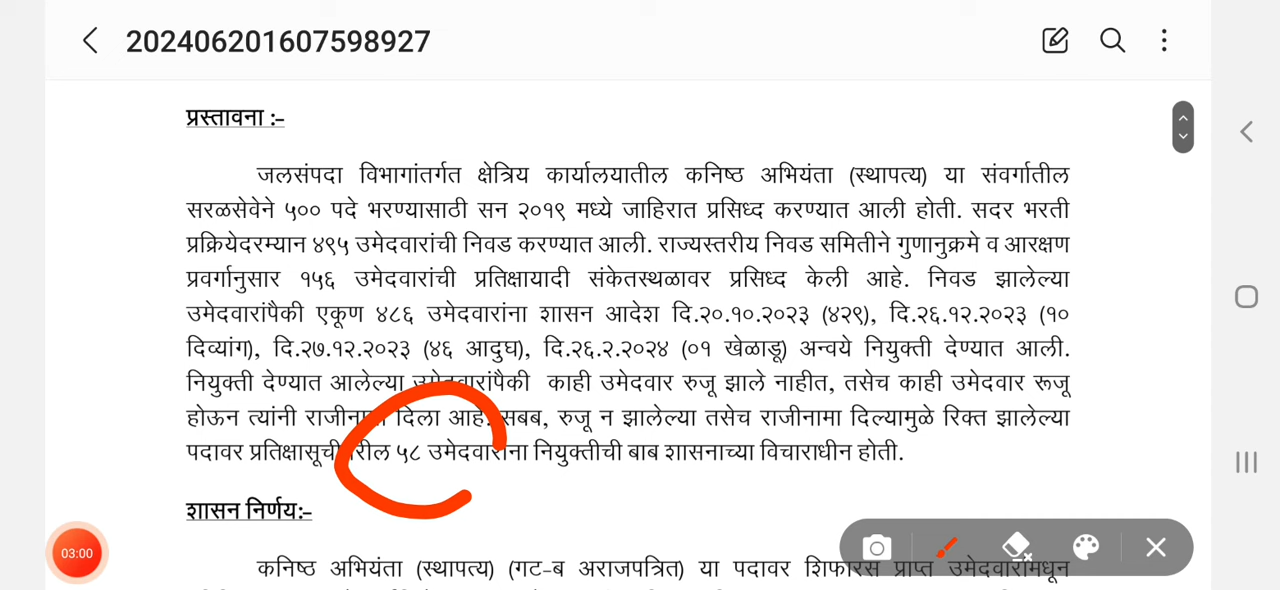 202406201607598927
प्रस्तावना :-
जलसंपदा विभागांतर्गत क्षेत्रिय कार्यालयातील कनिष्ठ अभियंता (स्थापत्य) या संवर्गातील
सरळसेवेने ५०० पदे भरण्यासाठी सन २०१९ मध्ये जाहिरात प्रसिध्द करण्यात आली होती. सदर भरती
प्रक्रियेदरम्यान ४९५ उमेदवारांची निवड करण्यात आली. राज्यस्तरीय निवड समितीने गुणानुक्रमे व आरक्षण
प्रवर्गानुसार १५६ उमेदवारांची प्रतिक्षायादी संकेतस्थळावर प्रसिध्द केली आहे. निवड झालेल्या
उमेदवारांपैकी एकूण ४८६ उमेदवारांना शासन आदेश दि.२०.१०.२०२३ (४२९), दि.२६.१२.२०२३ (१०
दिव्यांग), दि.२७.१२.२०२३ (४६ आदुघ), दि.२६.२.२०२४ (०१ खेळाडू) अन्वये नियुक्ती देण्यात आली.
नियुक्ती देण्यात आलेल्या उमेदवारांपैकी काही उमेदवार रुजू झाले नाहीत, तसेच काही उमेदवार रूजू
होऊन त्यांनी राजीनामा दिला आहे. सबब, रुजू न झालेल्या तसेच राजीनामा दिल्यामुळे रिक्त झालेल्या
पदावर प्रतिक्षासूचीवरील ५८ उमेदवारांना नियुक्तीची बाब शासनाच्या विचाराधीन होती.
शासन निर्णय:-
कनिष्ठ अभियंता (स्थापत्य) (गट-ब अराजपत्रित) या पदावर शिफारस प्राप्त उमेदवारांमधून
03:00